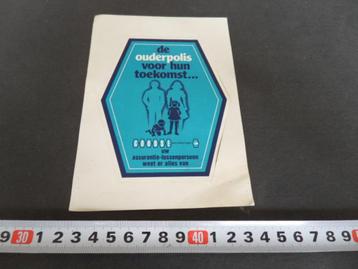 de
ouderpolis
voor hun
toekomst...
uw
assurantie-tussenpersoon
weet er alles van
9 30 1 2 3 4 5 6 7 8 9 40 1 2 3 4 5 6 7 8 9